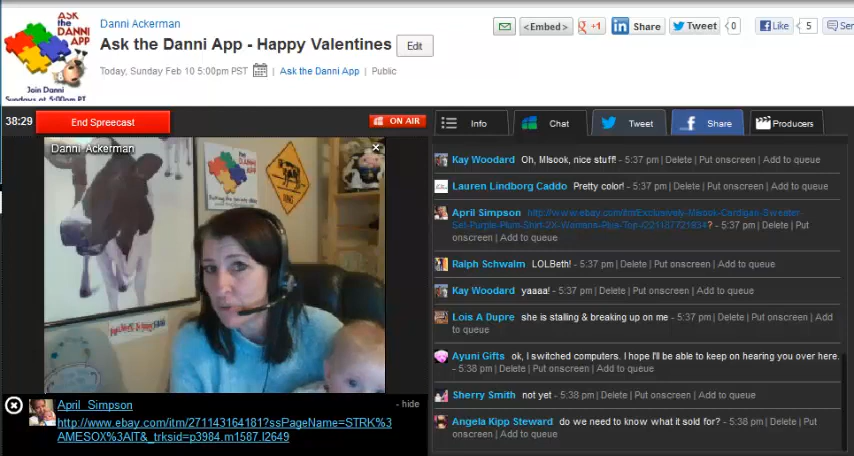 ASK
the
DANNI
APP
Join Danni
Sundays at 5:00pm PT
Danni Ackerman
Ask the Danni App - Happy Valentines
Edit
Today, Sunday Feb 10 5:00pm PST | Ask the Danni App | Public
<Embed>
+1
Share
Tweet
0
Like
5
38:29
End Spreecast
ON AIR
Danni Ackerman
ASK
the
DANNI
APP
Info
Chat
Tweet
Share
Producers
Kay Woodard Oh, MIsook, nice stuff! - 5:37 pm | Delete | Put onscreen | Add to queue
Lauren Lindborg Caddo Pretty color! - 5:37 pm | Delete | Put onscreen | Add to queue
April Simpson http://www.ebay.com/itm/Exclusively-Misook-Cardigan-Sweater-
- 5:37 pm | Delete | Put
onscreen | Add to queue
Ralph Schwalm LOLBeth! - 5:37 pm | Delete | Put onscreen | Add to queue
Kay Woodard yaaaa! - 5:37 pm | Delete | Put onscreen | Add to queue
Lois A Dupre she is stalling & breaking up on me - 5:37 pm | Delete | Put onscreen | Add
to queue
Ayuni Gifts ok, I switched computers. I hope I'll be able to keep on hearing you over here.
- 5:38 pm | Delete | Put onscreen | Add to queue
Sherry Smith not yet - 5:38 pm | Delete | Put onscreen | Add to queue
Angela Kipp Steward do we need to know what it sold for? - 5:38 pm | Delete | Put
onscreen | Add to queue
April_Simpson
- hide
http://www.ebay.com/itm/271143164181?ssPageName=STRK%3
AMESOX%3AIT&_trksid=p3984.m1587.l2649